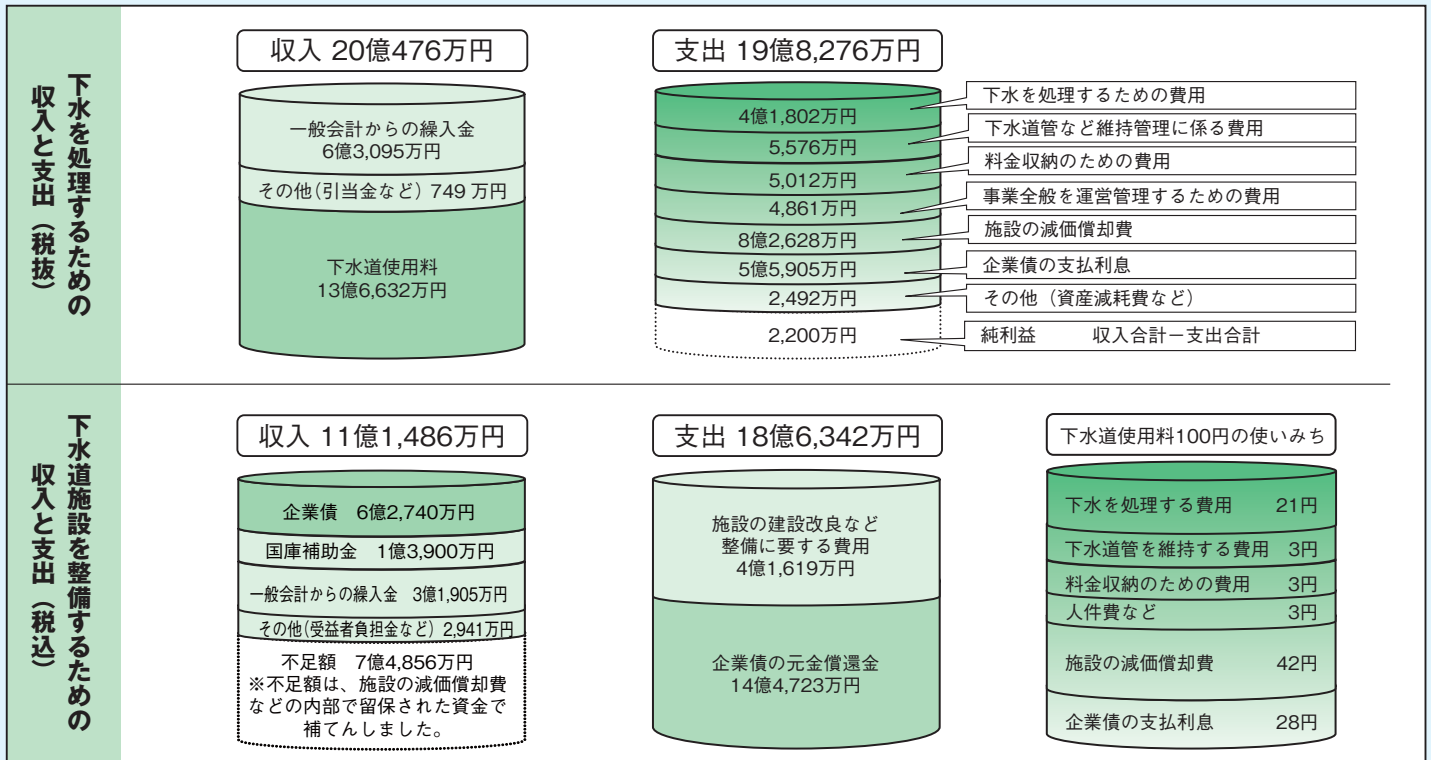 下水を処理するための
収入と支出（税抜）
収入 20億476万円
一般会計からの繰入金
6億3,095万円
その他(引当金など) 749 万円
下水道使用料
13億6,632万円
支出 19億8,276万円
4億1,802万円
下水を処理するための費用
5,576万円
下水道管など維持管理に係る費用
5,012万円
料金収納のための費用
4,861万円
事業全般を運営管理するための費用
8億2,628万円
施設の減価償却費
5億5,905万円
企業債の支払利息
2,492万円
その他（資産減耗費など）
2,200万円
純利益　　収入合計－支出合計
下水道施設を整備するための
収入と支出（税込）
収入 11億1,486万円
企業債 6億2,740万円
国庫補助金 1億3,900万円
一般会計からの繰入金 3億1,905万円
その他(受益者負担金など) 2,941万円
不足額 7億4,856万円
※不足額は、施設の減価償却費
などの内部で留保された資金で
補てんしました。
支出 18億6,342万円
施設の建設改良など
整備に要する費用
4億1,619万円
企業債の元金償還金
14億4,723万円
下水道使用料100円の使いみち
下水を処理する費用 21円
下水道管を維持する費用 3円
料金収納のための費用 3円
人件費など 3円
施設の減価償却費 42円
企業債の支払利息 28円